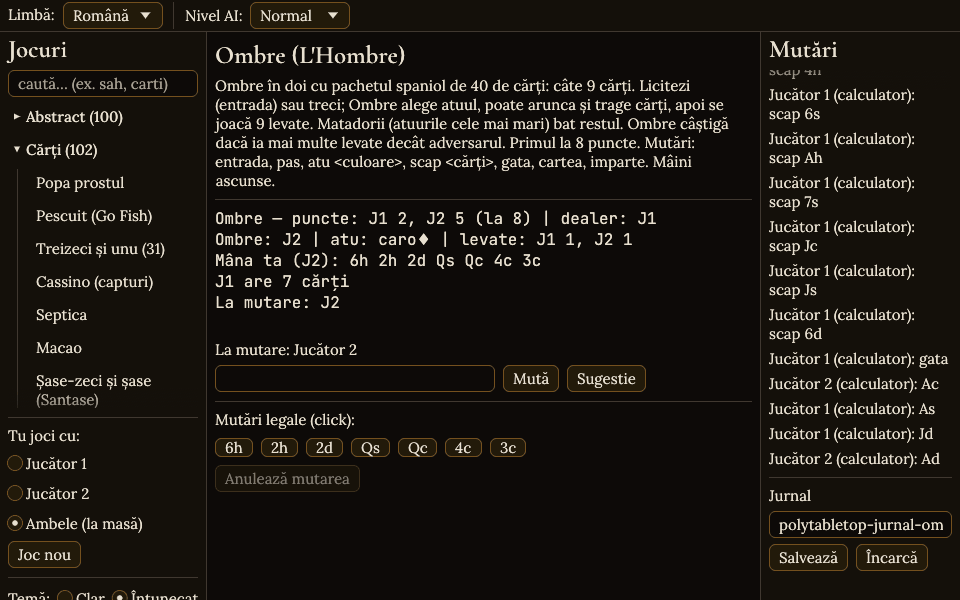 Limbă: Română ▼ Nivel AI: Normal ▼
Jocuri
caută... (ex. sah, carti)
▸ Abstract (100)
▾ Cărți (102)
Popa prostul
Pescuit (Go Fish)
Treizeci și unu (31)
Cassino (capturi)
Septica
Macao
Șase-zeci și șase
(Santase)
Tu joci cu:
Jucător 1
Jucător 2
Ambele (la masă)
Joc nou
Temă: Clar Întunecat
Ombre (L'Hombre)
Ombre în doi cu pachetul spaniol de 40 de cărți: câte 9 cărți. Licitezi
(entrada) sau treci; Ombre alege atuul, poate arunca și trage cărți, apoi se
joacă 9 levate. Matadorii (atuurile cele mai mari) bat restul. Ombre câștigă
dacă ia mai multe levate decât adversarul. Primul la 8 puncte. Mutări:
entrada, pas, atu <culoare>, scap <cărți>, gata, cartea, imparte. Mâini
ascunse.
Ombre — puncte: J1 2, J2 5 (la 8) | dealer: J1
Ombre: J2 | atu: caro♦ | levate: J1 1, J2 1
Mâna ta (J2): 6h 2h 2d Qs Qc 4c 3c
J1 are 7 cărți
La mutare: J2
La mutare: Jucător 2
Mută Sugestie
Mutări legale (click):
6h 2h 2d Qs Qc 4c 3c
Anulează mutarea
Mutări
scap 4h
Jucător 1 (calculator):
scap 6s
Jucător 1 (calculator):
scap Ah
Jucător 1 (calculator):
scap 7s
Jucător 1 (calculator):
scap Jc
Jucător 1 (calculator):
scap Js
Jucător 1 (calculator):
scap 6d
Jucător 1 (calculator): gata
Jucător 2 (calculator): Ac
Jucător 1 (calculator): As
Jucător 1 (calculator): Jd
Jucător 2 (calculator): Ad
Jurnal
polytabletop-jurnal-om
Salvează Încarcă